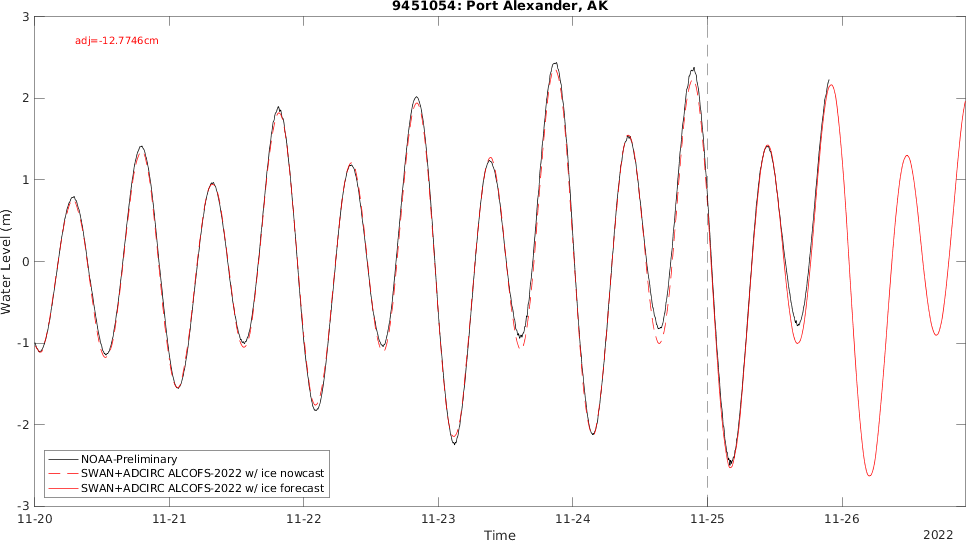 9451054: Port Alexander, AK
adj=-12.7746cm
Water Level (m)
3
2
1
0
-1
-2
-3
NOAA-Preliminary
SWAN+ADCIRC ALCOFS-2022 w/ ice nowcast
SWAN+ADCIRC ALCOFS-2022 w/ ice forecast
11-20 11-21 11-22 11-23 11-24 11-25 11-26
Time
2022